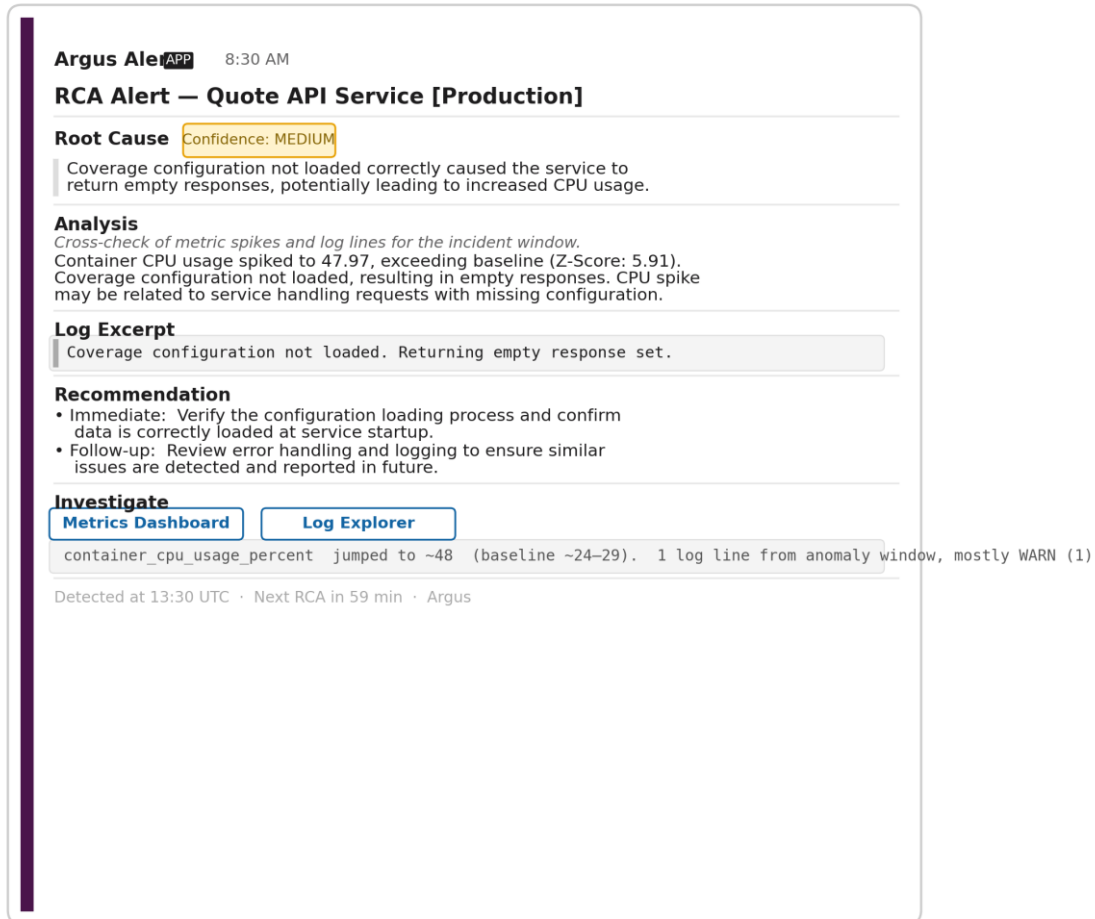 Argus Aler APP 8:30 AM
RCA Alert — Quote API Service [Production]
Root Cause Confidence: MEDIUM
Coverage configuration not loaded correctly caused the service to
return empty responses, potentially leading to increased CPU usage.
Analysis
Cross-check of metric spikes and log lines for the incident window.
Container CPU usage spiked to 47.97, exceeding baseline (Z-Score: 5.91).
Coverage configuration not loaded, resulting in empty responses. CPU spike
may be related to service handling requests with missing configuration.
Log Excerpt
Coverage configuration not loaded. Returning empty response set.
Recommendation
• Immediate: Verify the configuration loading process and confirm
data is correctly loaded at service startup.
• Follow-up: Review error handling and logging to ensure similar
issues are detected and reported in future.
Investigate
Metrics Dashboard Log Explorer
container_cpu_usage_percent jumped to ~48 (baseline ~24–29). 1 log line from anomaly window, mostly WARN (1)
Detected at 13:30 UTC · Next RCA in 59 min · Argus